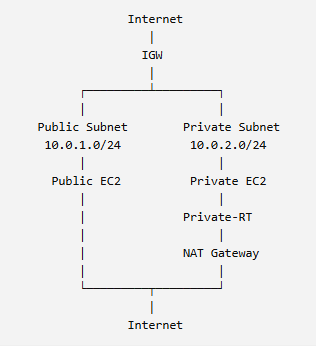 Internet
IGW
Public Subnet Private Subnet
10.0.1.0/24 10.0.2.0/24
Public EC2 Private EC2
Private-RT
NAT Gateway
Internet